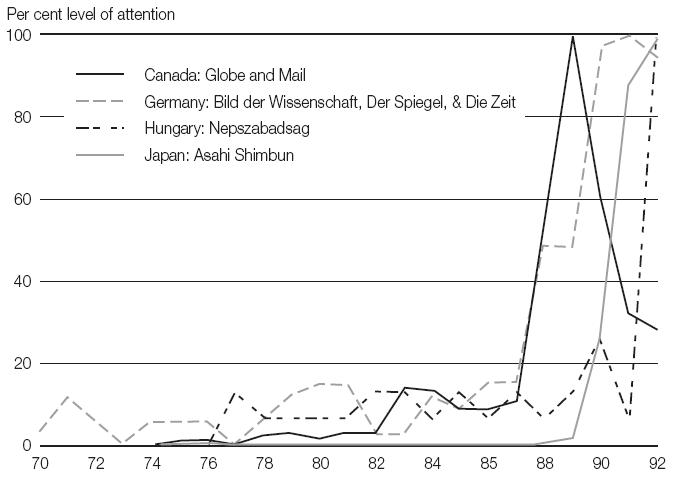 Per cent level of attention
100
Canada: Globe and Mail
Germany: Bild der Wissenschaft, Der Spiegel, & Die Zeit
80
Hungary: Nepszabadsag
Japan: Asahi Shimbun
60
40
20
0
70 72 74 76 78 80 82 84 86 88 90 92